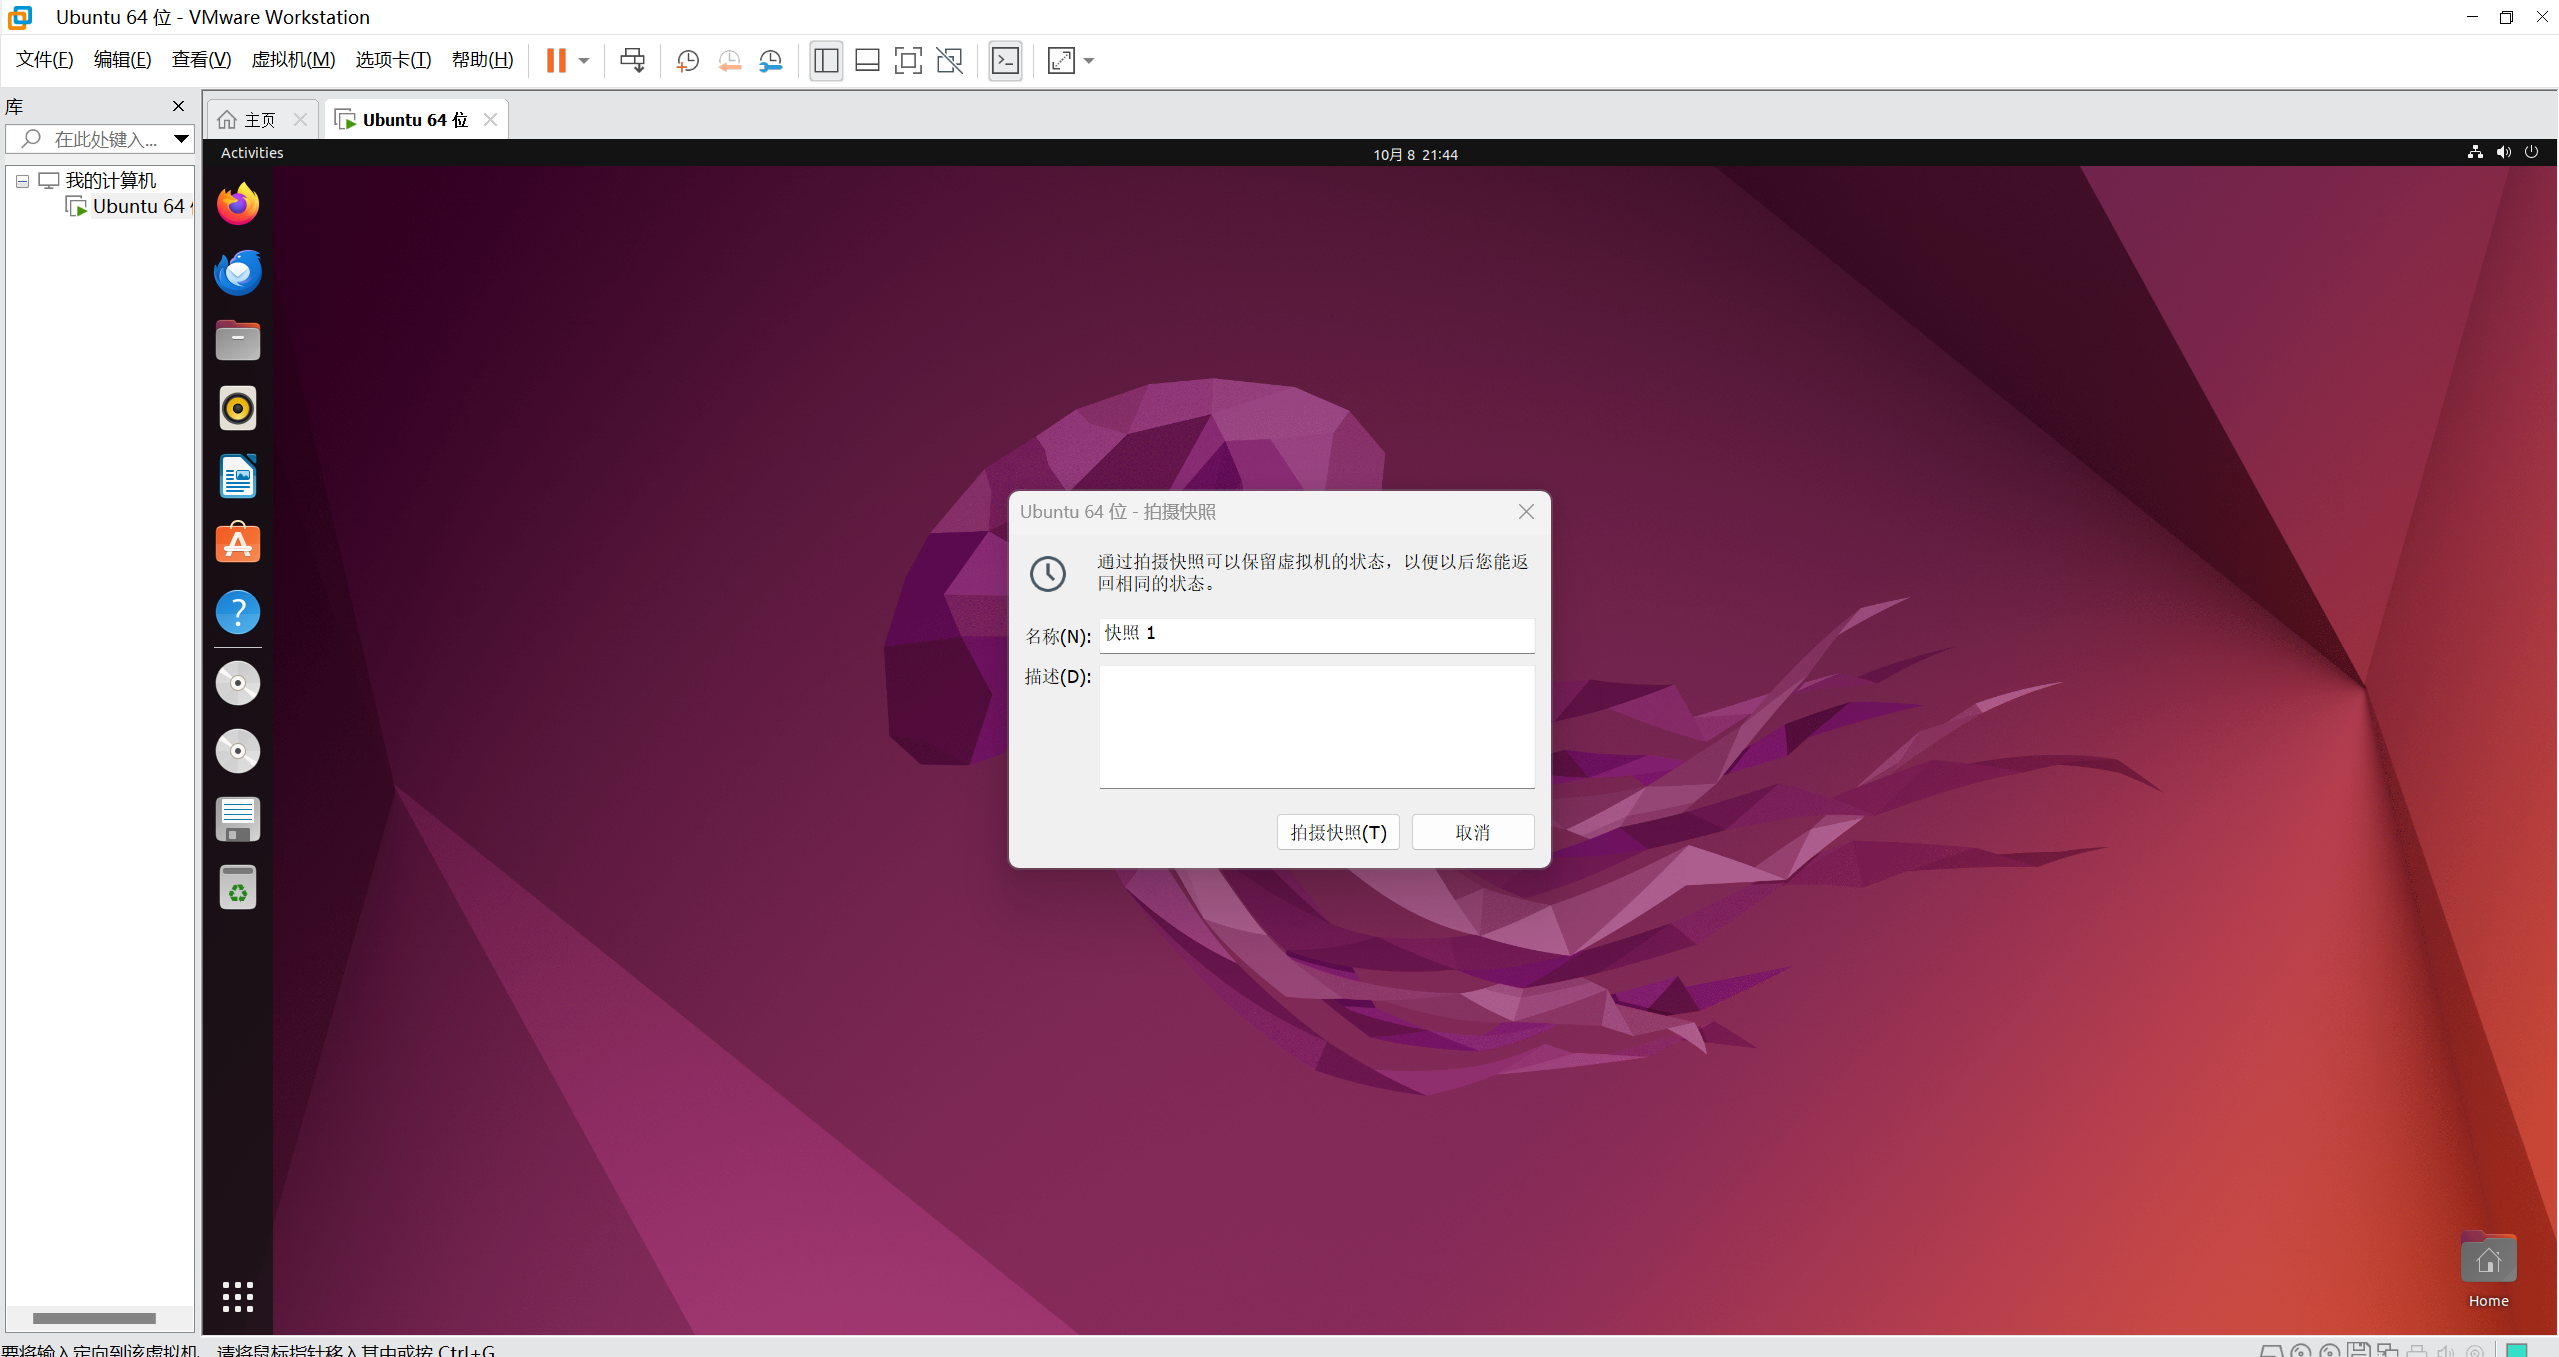 Ubuntu 64 位 - VMware Workstation
文件(F) 编辑(E) 查看(V) 虚拟机(M) 选项卡(T) 帮助(H)
库
在此处键入...
我的计算机
Ubuntu 64
主页
Ubuntu 64 位
Activities
10月 8 21:44
Ubuntu 64 位 - 拍摄快照
通过拍摄快照可以保留虚拟机的状态，以便以后您能返
回相同的状态。
名称(N): 快照 1
描述(D):
拍摄快照(T) 取消
Home
要将输入定向到该虚拟机，请将鼠标指针移入其中或按 Ctrl+G